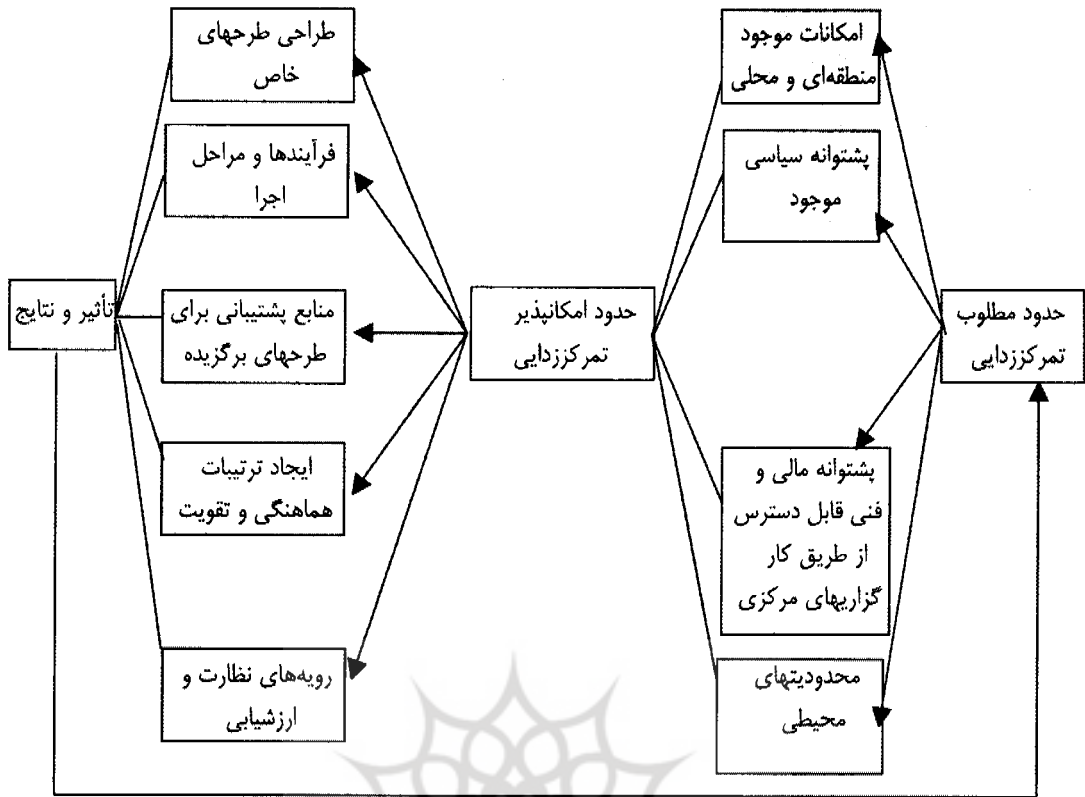 امکانات موجود
منطقه‌ای و محلی
پشتوانه سیاسی
موجود
حدود مطلوب
تمرکززدایی
پشتوانه مالی و
فنی قابل دسترس
از طریق کار
گزاریهای مرکزی
محدودیتهای
محیطی
حدود امکانپذیر
تمرکززدایی
طراحی طرحهای
خاص
فرآیندها و مراحل
اجرا
منابع پشتیبانی برای
طرحهای برگزیده
ایجاد ترتیبات
هماهنگی و تقویت
رویه‌های نظارت و
ارزشیابی
تأثیر و نتایج